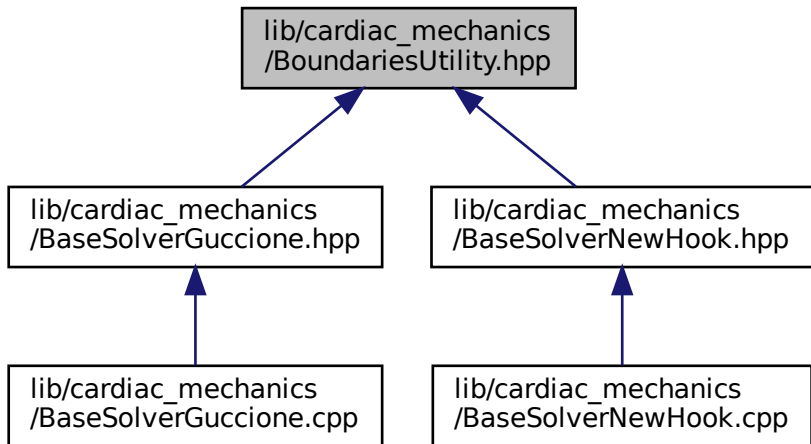 lib/cardiac_mechanics
/BoundariesUtility.hpp
lib/cardiac_mechanics
/BaseSolverGuccione.hpp
lib/cardiac_mechanics
/BaseSolverNewHook.hpp
lib/cardiac_mechanics
/BaseSolverGuccione.cpp
lib/cardiac_mechanics
/BaseSolverNewHook.cpp